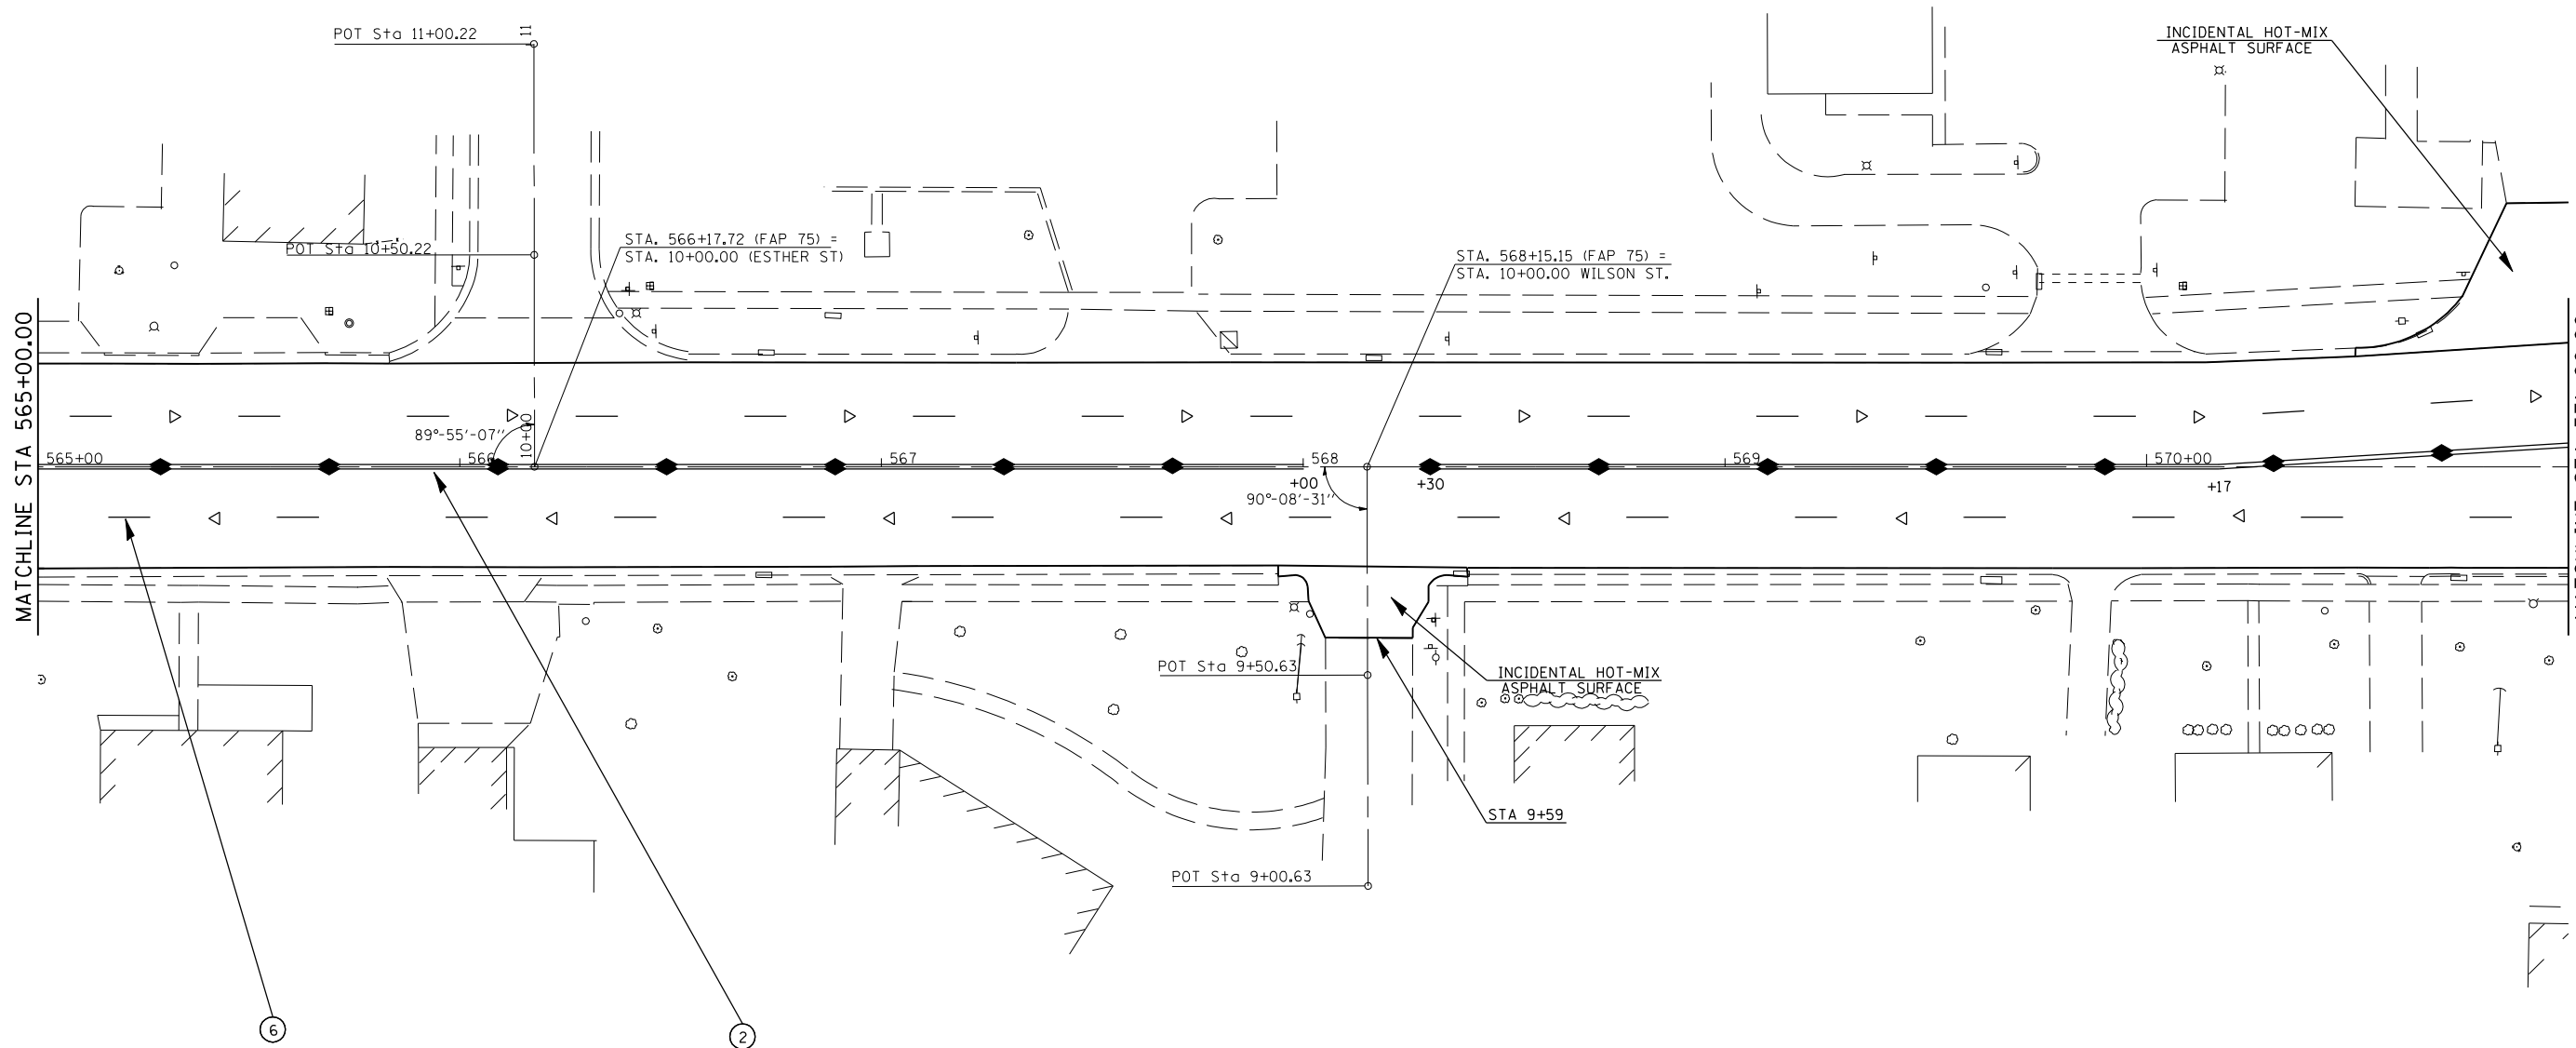 POT Sta 11+00.22
11
INCIDENTAL HOT-MIX
ASPHALT SURFACE
POT Sta 10+50.22
STA. 566+17.72 (FAP 75) =
STA. 10+00.00 (ESTHER ST)
STA. 568+15.15 (FAP 75) =
STA. 10+00.00 WILSON ST.
MATCHLINE STA 565+00.00
89°-55'-07''
10+00
565+00
566
567
568
569
570+00
+00
+30
+17
90°-08'-31''
POT Sta 9+50.63
INCIDENTAL HOT-MIX
ASPHALT SURFACE
STA 9+59
POT Sta 9+00.63
6
2